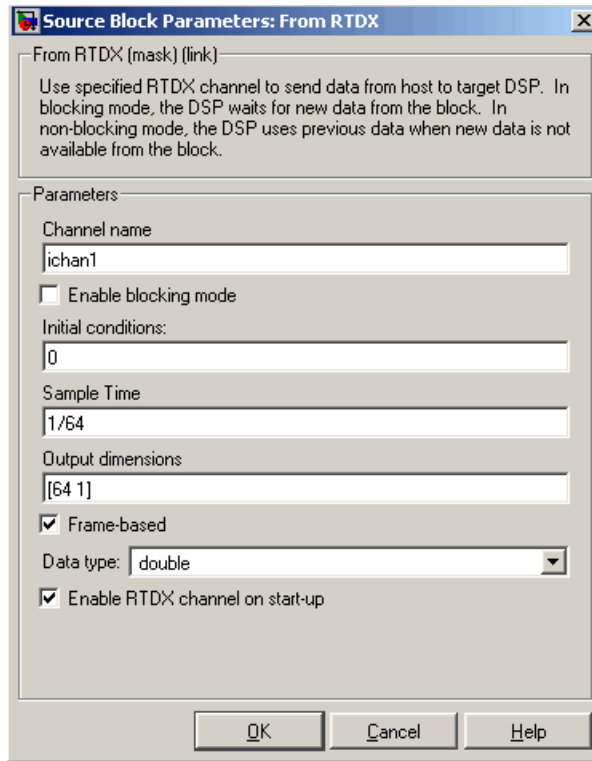 Source Block Parameters: From RTDX
From RTDX (mask) (link)
Use specified RTDX channel to send data from host to target DSP. In
blocking mode, the DSP waits for new data from the block. In
non-blocking mode, the DSP uses previous data when new data is not
available from the block.
Parameters
Channel name
ichan1
Enable blocking mode
Initial conditions:
0
Sample Time
1/64
Output dimensions
[64 1]
Frame-based
Data type: double
Enable RTDX channel on start-up
OK Cancel Help